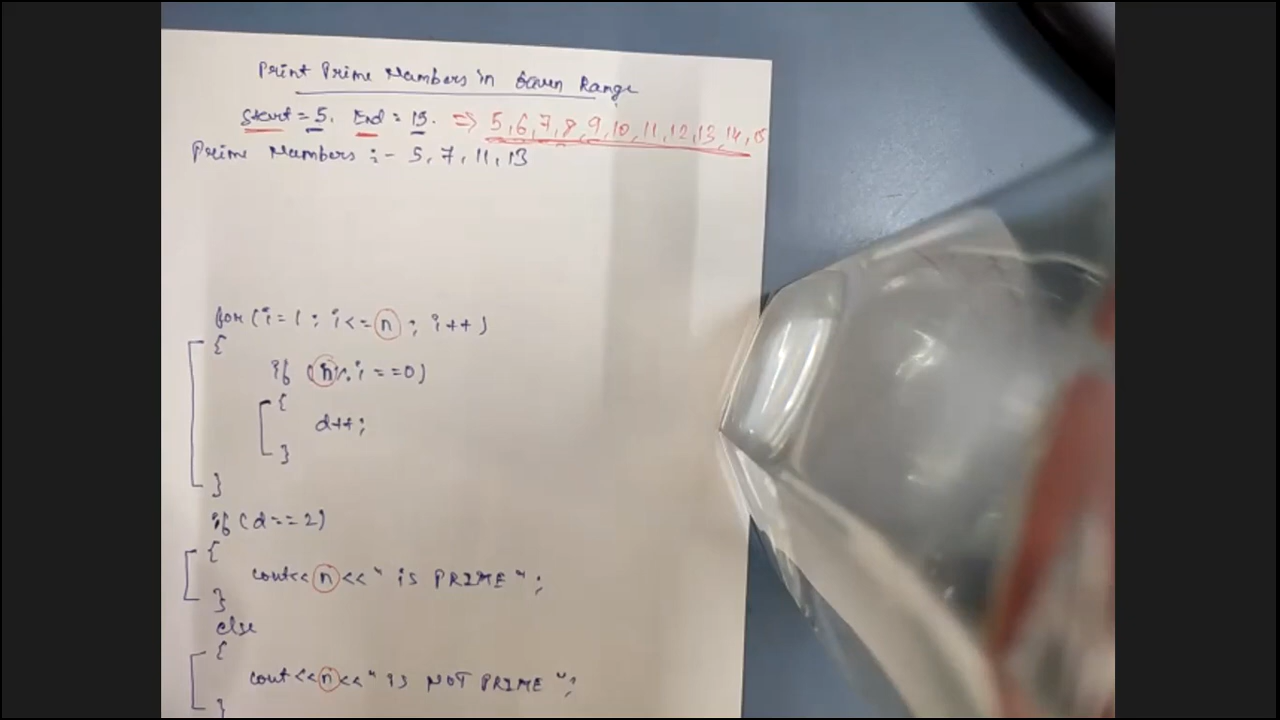 Print Prime Numbers in Given Range
Start = 5, End = 15. => 5,6,7,8,9,10,11,12,13,14,15
Prime Numbers :- 5, 7, 11, 13
for (i=1 ; i<=n ; i++)
{
if (n%i==0)
{
d++;
}
}
if (d==2)
{
cout<<n<<" is PRIME";
}
else
{
cout<<n<<" is NOT PRIME";
}